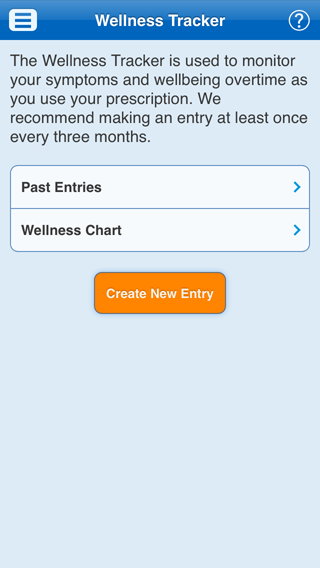 Wellness Tracker
?
The Wellness Tracker is used to monitor
your symptoms and wellbeing overtime as
you use your prescription. We
recommend making an entry at least once
every three months.
Past Entries
Wellness Chart
Create New Entry